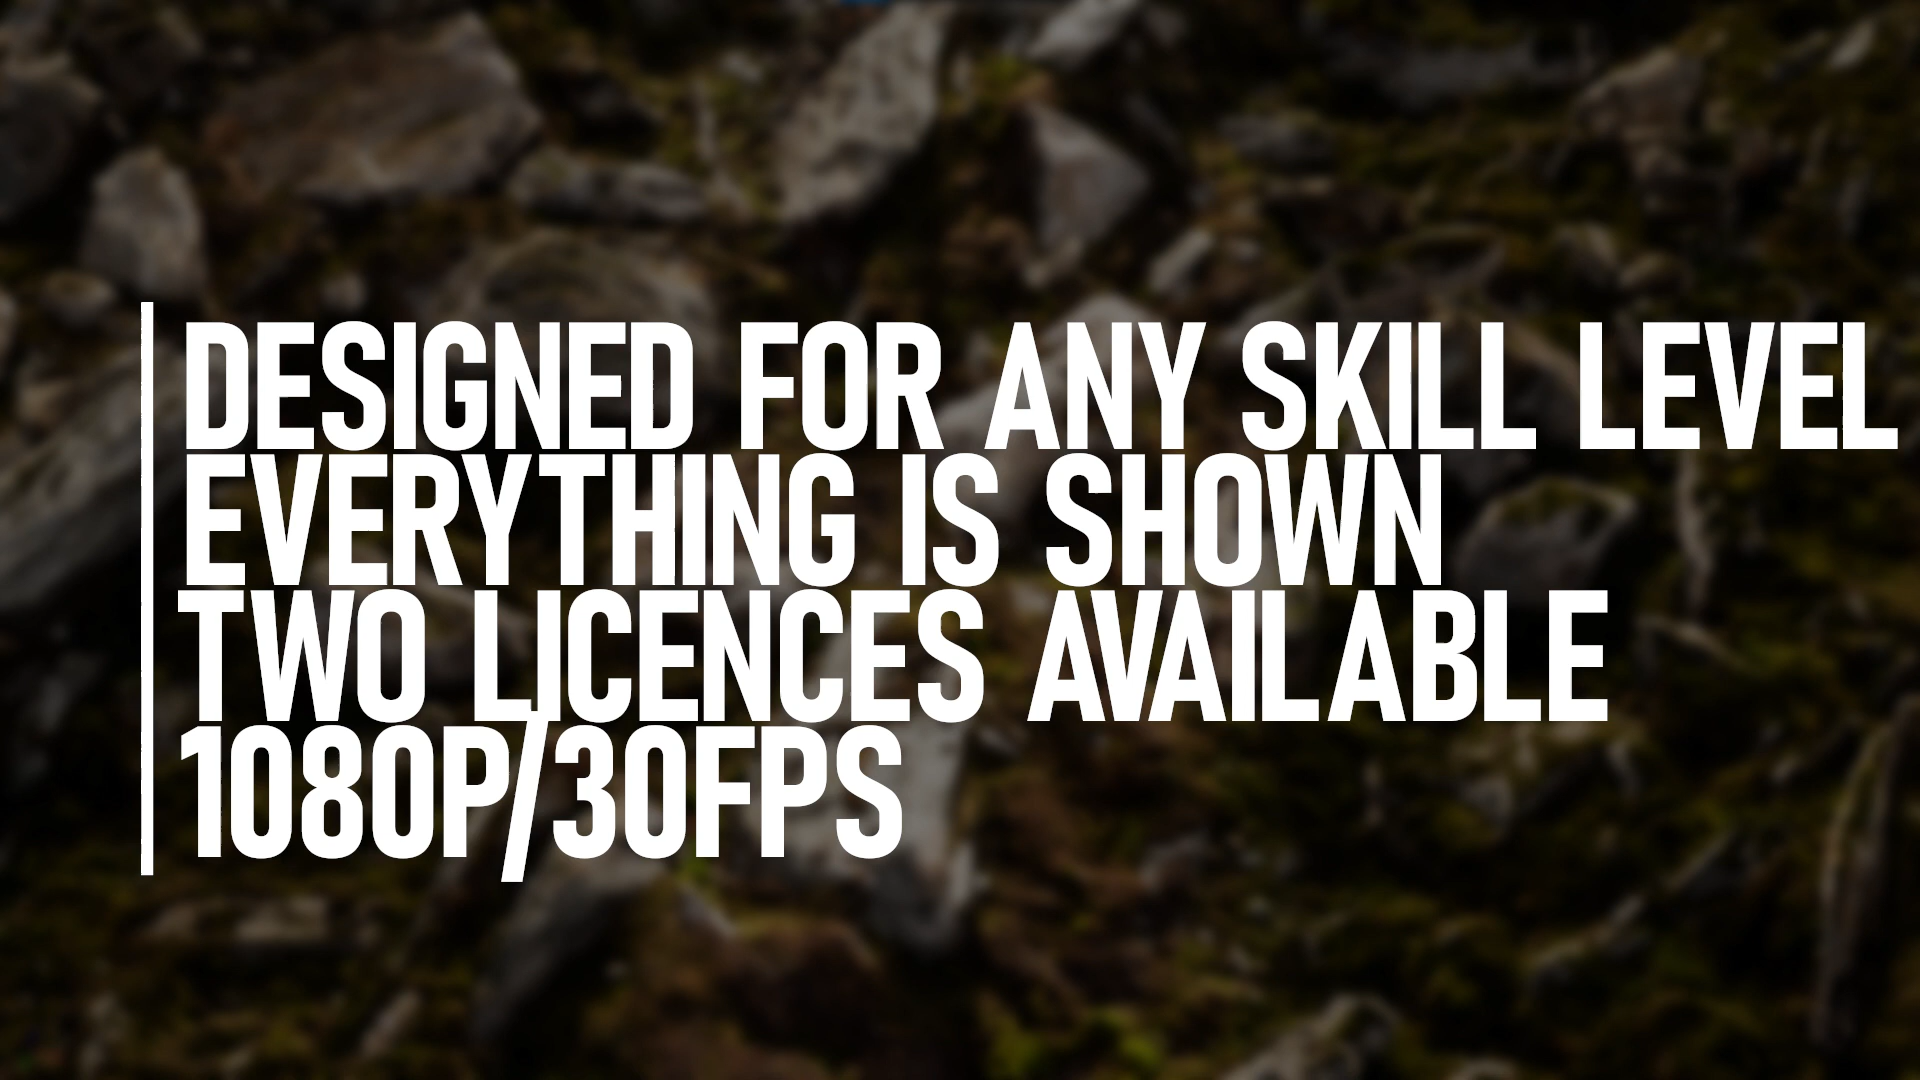 DESIGNED FOR ANY SKILL LEVEL
EVERYTHING IS SHOWN
TWO LICENCES AVAILABLE
1080P/30FPS